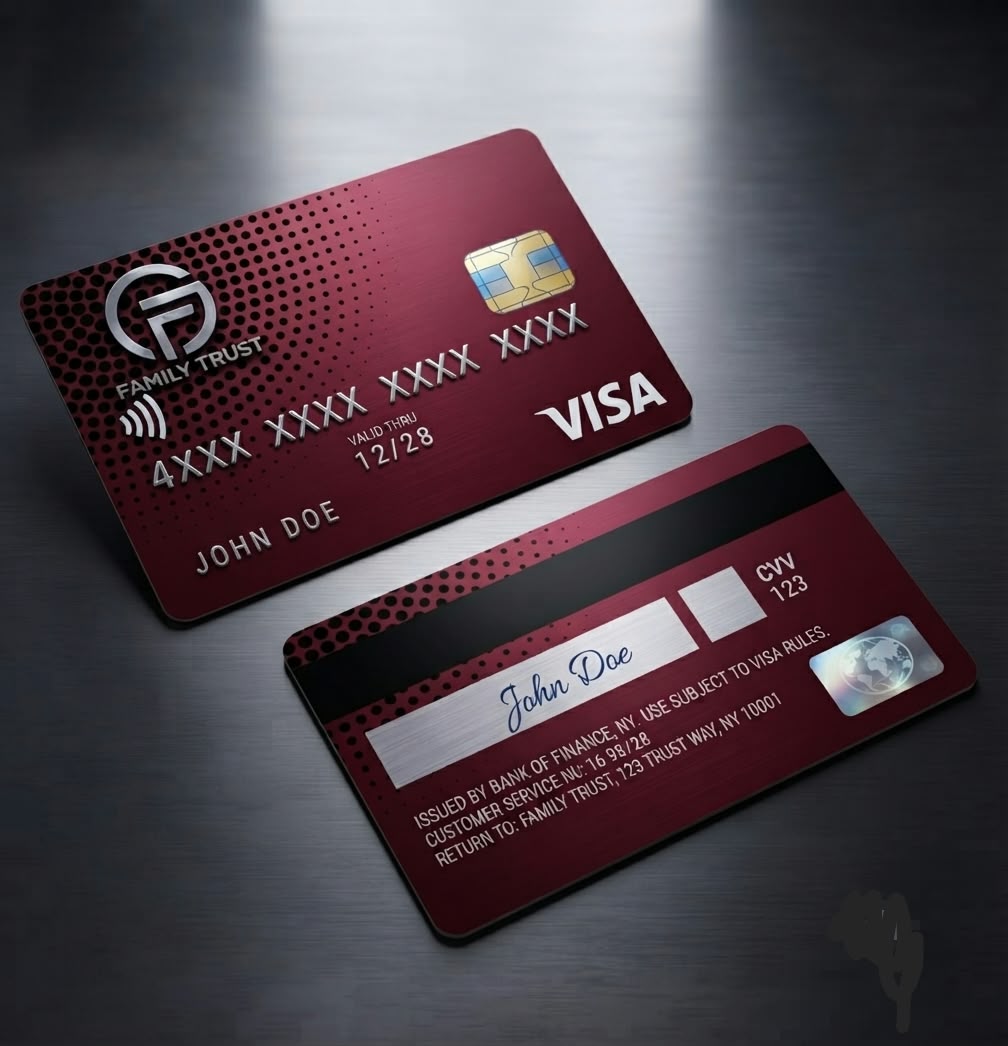 FAMILY TRUST
4XXX XXXX XXXX XXXX
VALID THRU
12/28
VISA
JOHN DOE
CVV
123
John Doe
ISSUED BY BANK OF FINANCE, NY. USE SUBJECT TO VISA RULES.
CUSTOMER SERVICE NU: 16 98/28
RETURN TO: FAMILY TRUST, 123 TRUST WAY, NY 10001